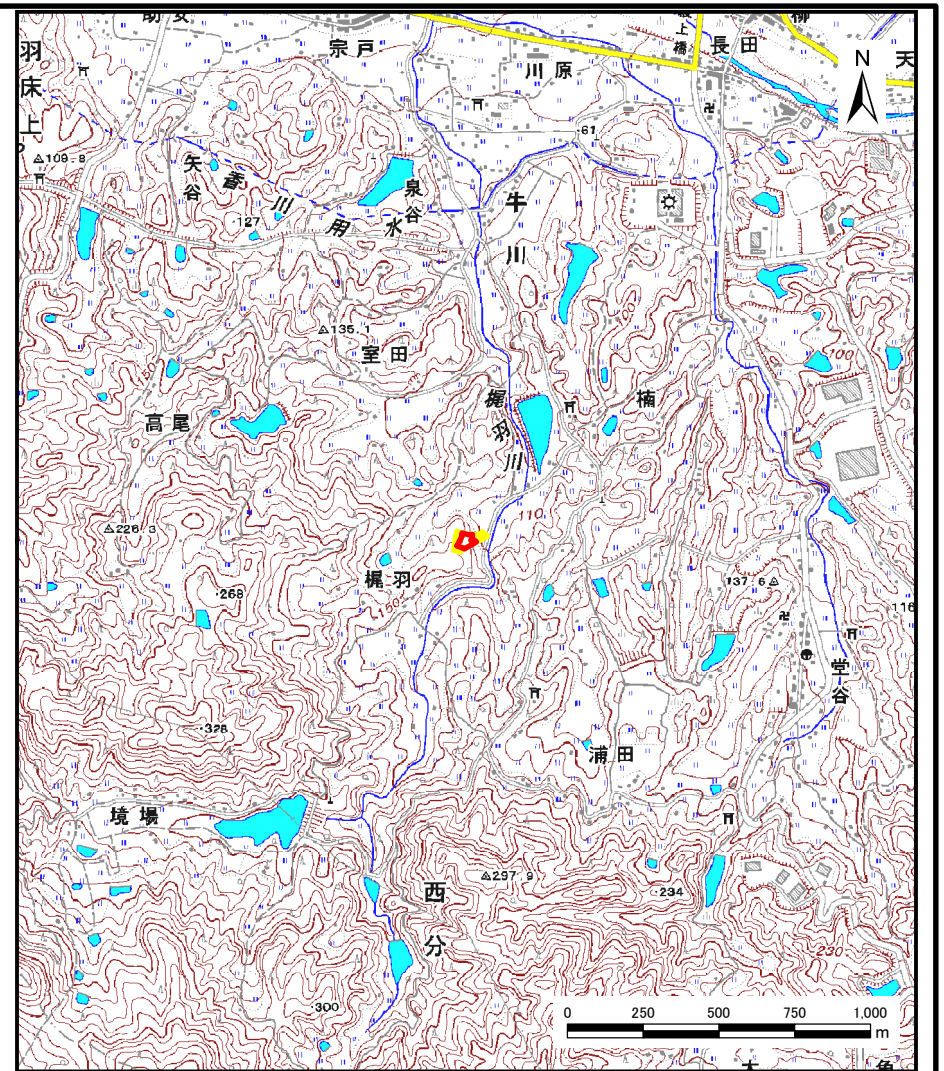 宗戸
川原
長田
天
羽
床
上
N
61
109.8
矢
谷
泉
谷
牛
川
香
川
用
水
127
135.1
室田
100
100
150
高尾
梶
羽
川
楠
110
226.3
梶羽
150
268
137.6
116
堂
谷
328
浦田
境場
297.9
234
西
分
230
300
0 250 500 750 1,000
m